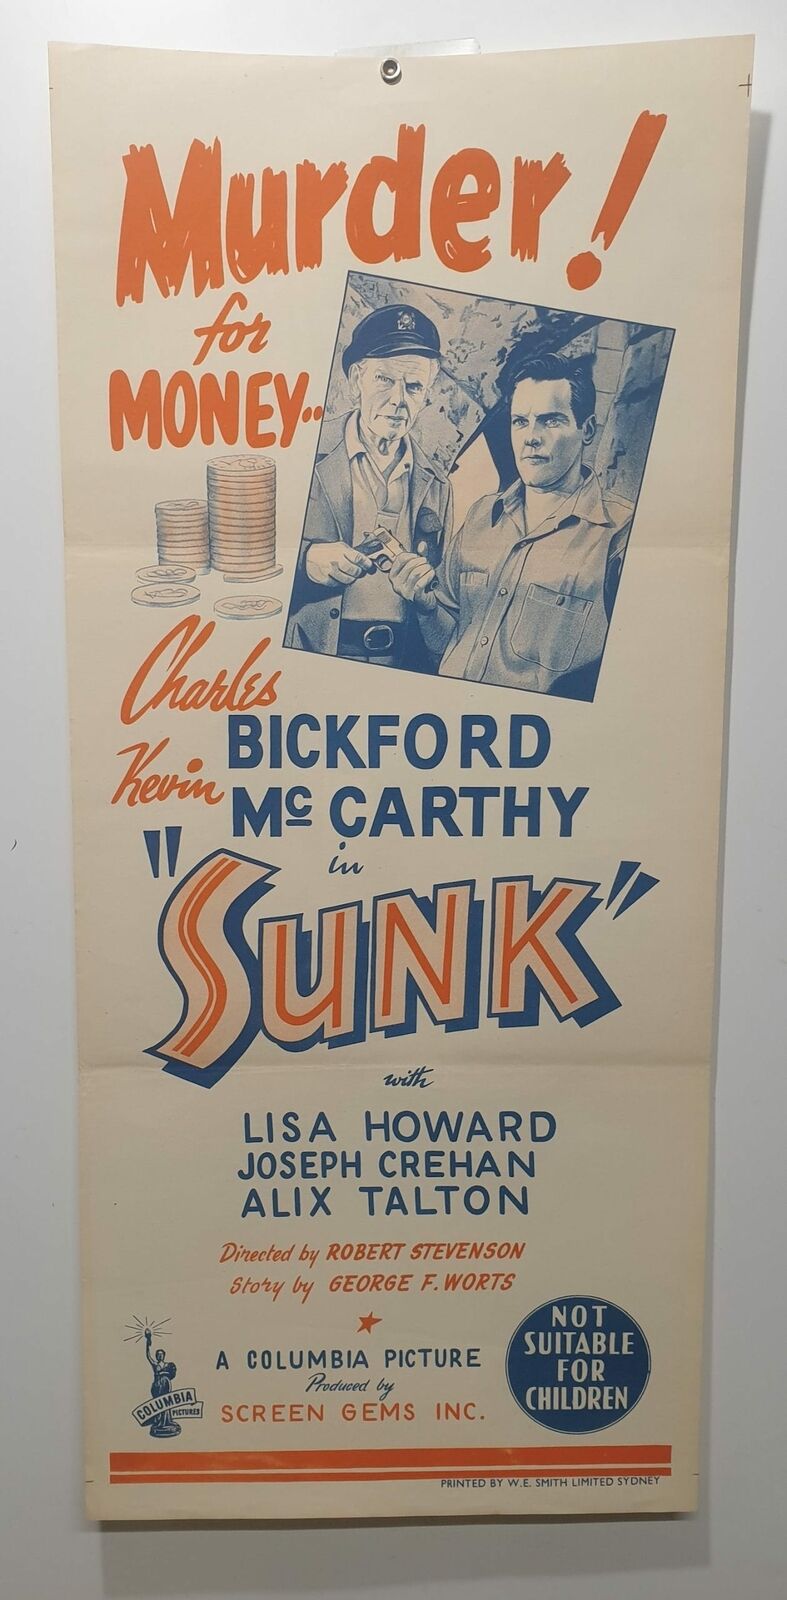 Murder!
for
MONEY..
Charles
BICKFORD
Kevin
Mc CARTHY
in
"SUNK"
with
LISA HOWARD
JOSEPH CREHAN
ALIX TALTON
Directed by ROBERT STEVENSON
Story by GEORGE F. WORTS
A COLUMBIA PICTURE
Produced by
SCREEN GEMS INC.
COLUMBIA
PICTURES
NOT
SUITABLE
FOR
CHILDREN
PRINTED BY W.E. SMITH LIMITED SYDNEY